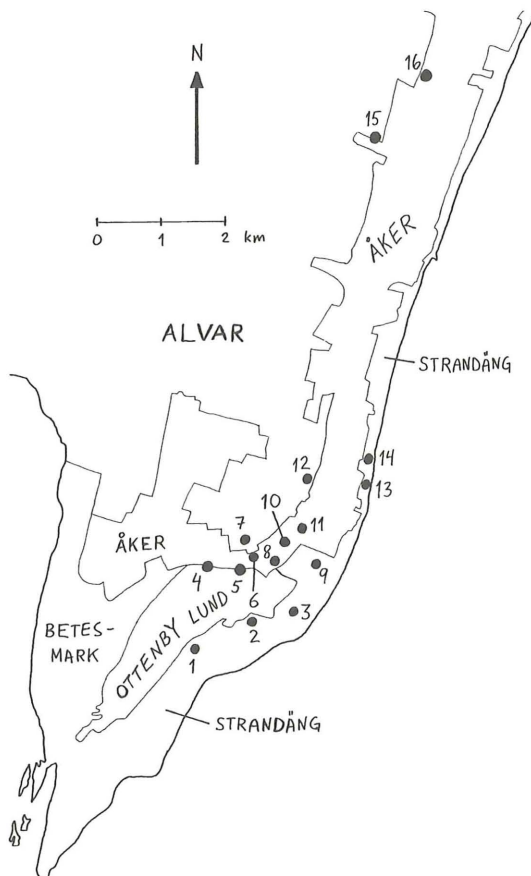 N
16
15
0 1 2 km
ÅKER
ALVAR
STRANDÄNG
14
12
13
10
11
7
ÅKER
8
9
4
5
6
BETES-
MARK
OTTENBY LUND
3
2
1
STRANDÄNG